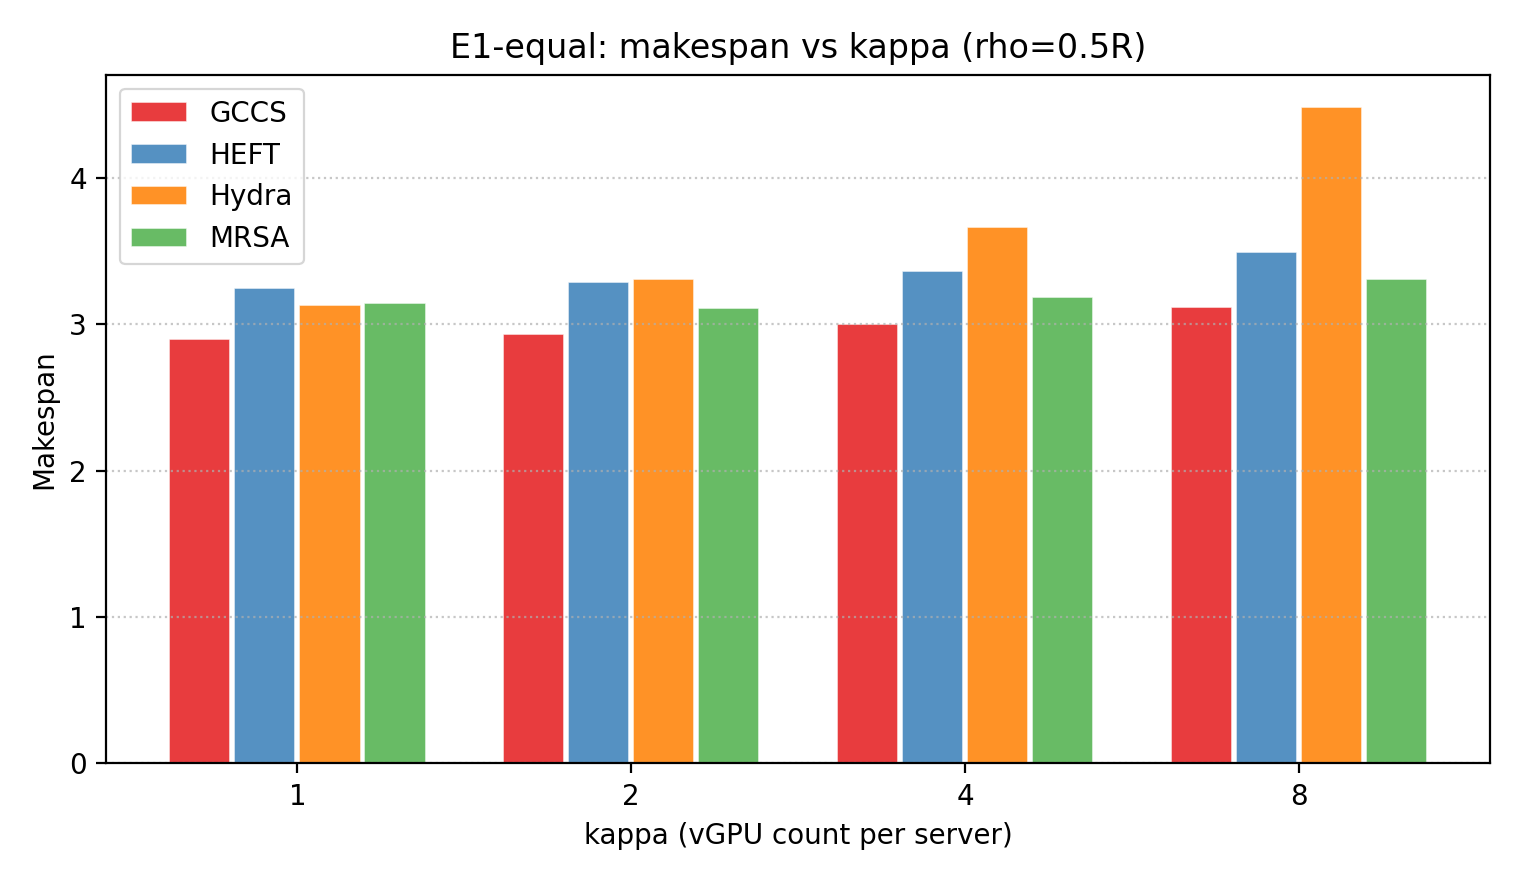 E1-equal: makespan vs kappa (rho=0.5R)
GCCS
HEFT
Hydra
MRSA
Makespan
4
3
2
1
0
1 2 4 8
kappa (vGPU count per server)